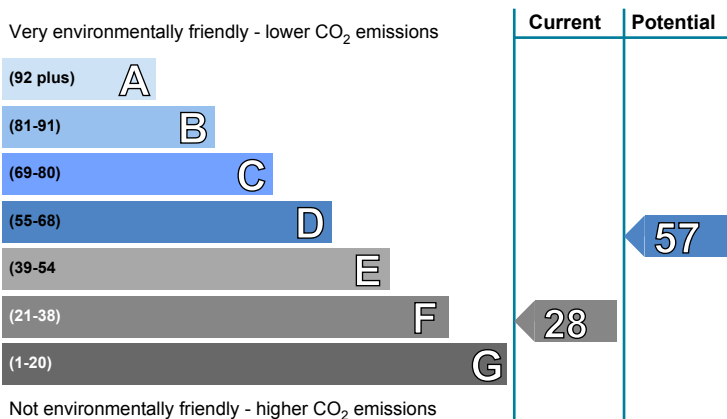 Current Potential
Very environmentally friendly - lower CO2 emissions
(92 plus) A
(81-91) B
(69-80) C
(55-68) D
57
(39-54 E
(21-38) F 28
(1-20) G
Not environmentally friendly - higher CO2 emissions